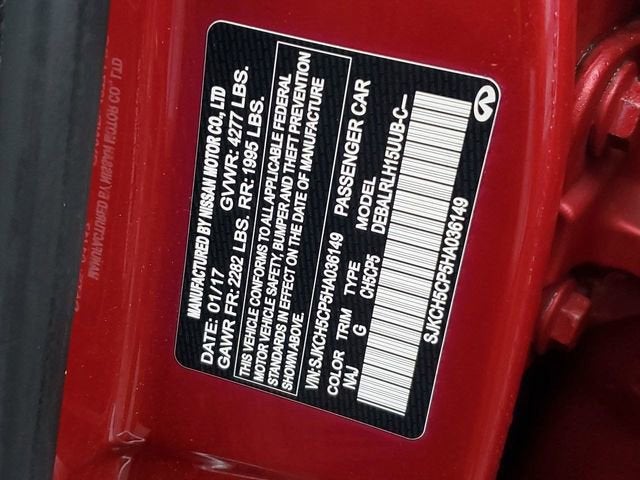 MANUFACTURED BY NISSAN MOTOR CO., LTD
DATE: 01/17 GVWR: 4277 LBS.
GAWR FR: 2282 LBS. RR: 1995 LBS.
THIS VEHICLE CONFORMS TO ALL APPLICABLE FEDERAL
MOTOR VEHICLE SAFETY, BUMPER AND THEFT PREVENTION
STANDARDS IN EFFECT ON THE DATE OF MANUFACTURE
SHOWN ABOVE.
VIN: SJKCH5CP5HA036149 PASSENGER CAR
COLOR TRIM TYPE MODEL
NAJ G CH5CP5 DEBALRLH15UUB-C--
SJKCH5CP5HA036149